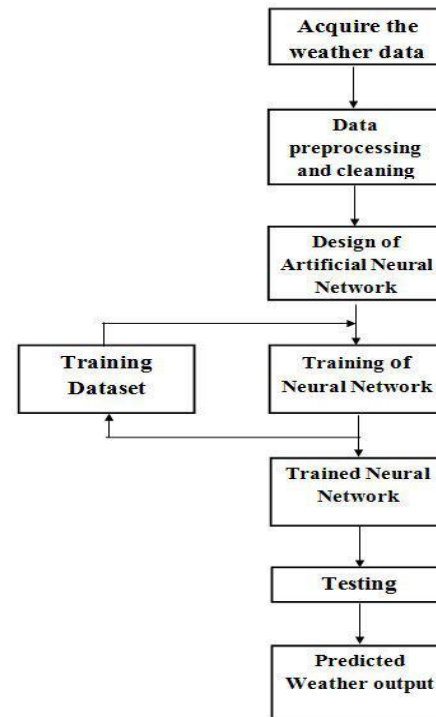 Acquire the
weather data
Data
preprocessing
and cleaning
Design of
Artificial Neural
Network
Training
Dataset
Training of
Neural Network
Trained Neural
Network
Testing
Predicted
Weather output